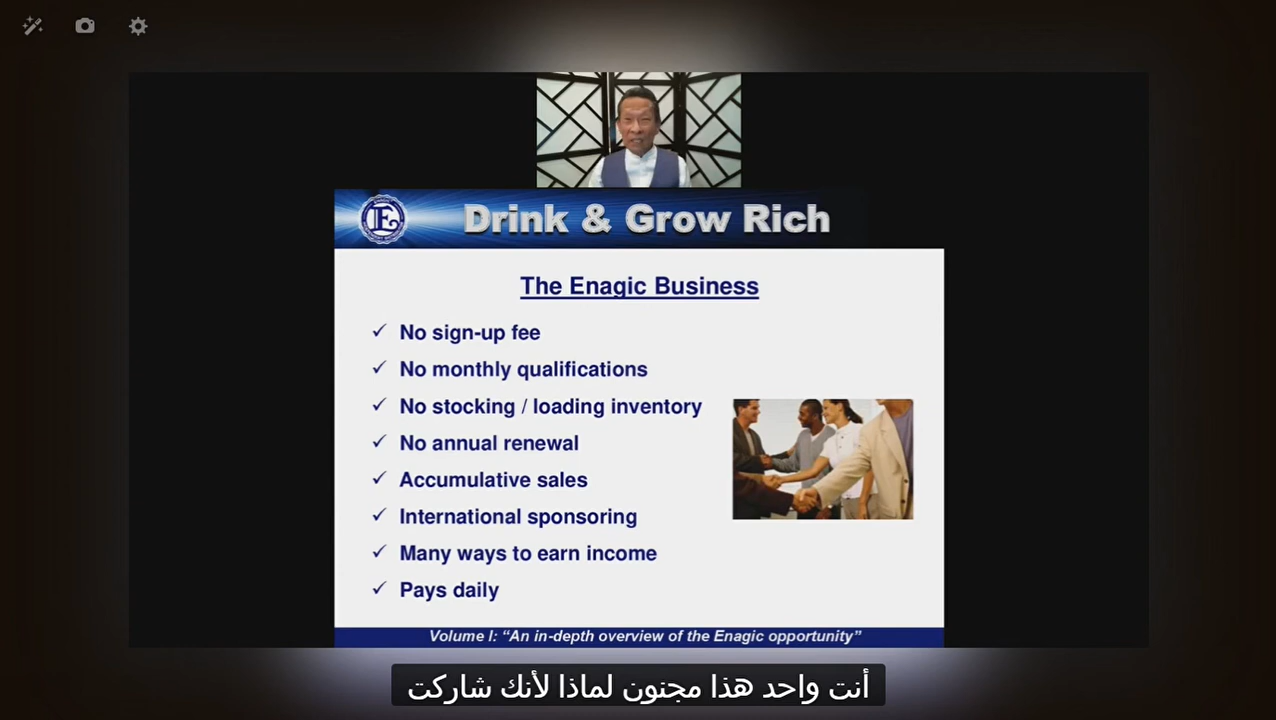 Drink & Grow Rich
The Enagic Business
No sign-up fee
No monthly qualifications
No stocking / loading inventory
No annual renewal
Accumulative sales
International sponsoring
Many ways to earn income
Pays daily
Volume I: “An in-depth overview of the Enagic opportunity”
أنت واحد هذا مجنون لماذا لأنك شاركت